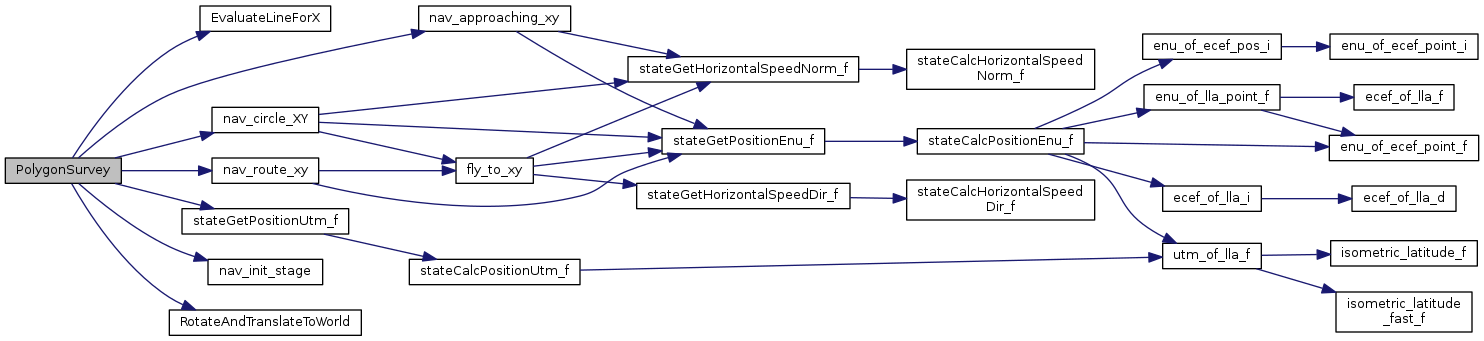 PolygonSurvey
EvaluateLineForX
nav_approaching_xy
nav_circle_XY
nav_route_xy
stateGetPositionUtm_f
nav_init_stage
RotateAndTranslateToWorld
fly_to_xy
stateCalcPositionUtm_f
stateGetHorizontalSpeedNorm_f
stateGetPositionEnu_f
stateGetHorizontalSpeedDir_f
stateCalcHorizontalSpeed
Norm_f
stateCalcPositionEnu_f
stateCalcHorizontalSpeed
Dir_f
enu_of_ecef_pos_i
enu_of_lla_point_f
ecef_of_lla_i
utm_of_lla_f
enu_of_ecef_point_i
ecef_of_lla_f
enu_of_ecef_point_f
ecef_of_lla_d
isometric_latitude_f
isometric_latitude
_fast_f